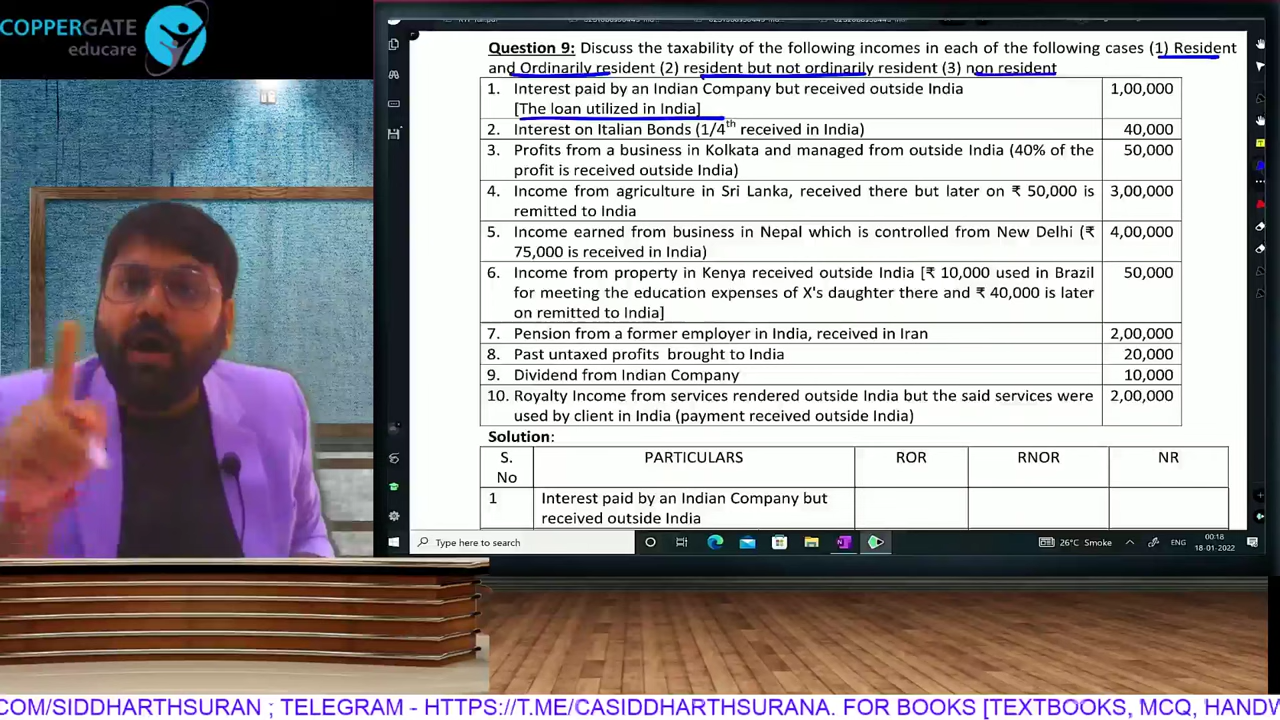 COPPERGATE
educare
Question 9: Discuss the taxability of the following incomes in each of the following cases (1) Resident
and Ordinarily resident (2) resident but not ordinarily resident (3) non resident
1. Interest paid by an Indian Company but received outside India 1,00,000
[The loan utilized in India]
2. Interest on Italian Bonds (1/4th received in India) 40,000
3. Profits from a business in Kolkata and managed from outside India (40% of the 50,000
profit is received outside India)
4. Income from agriculture in Sri Lanka, received there but later on ₹ 50,000 is 3,00,000
remitted to India
5. Income earned from business in Nepal which is controlled from New Delhi (₹ 4,00,000
75,000 is received in India)
6. Income from property in Kenya received outside India [₹ 10,000 used in Brazil 50,000
for meeting the education expenses of X's daughter there and ₹ 40,000 is later
on remitted to India]
7. Pension from a former employer in India, received in Iran 2,00,000
8. Past untaxed profits brought to India 20,000
9. Dividend from Indian Company 10,000
10. Royalty Income from services rendered outside India but the said services were 2,00,000
used by client in India (payment received outside India)
Solution:
S. PARTICULARS ROR RNOR NR
No
1 Interest paid by an Indian Company but
received outside India
Type here to search
26°C Smoke ENG 00:18
18-01-2022
COM/SIDDHARTHSURAN ; TELEGRAM - HTTPS://T.ME/CASIDDHARTHSURANA. FOR BOOKS [TEXTBOOKS, MCQ, HANDW